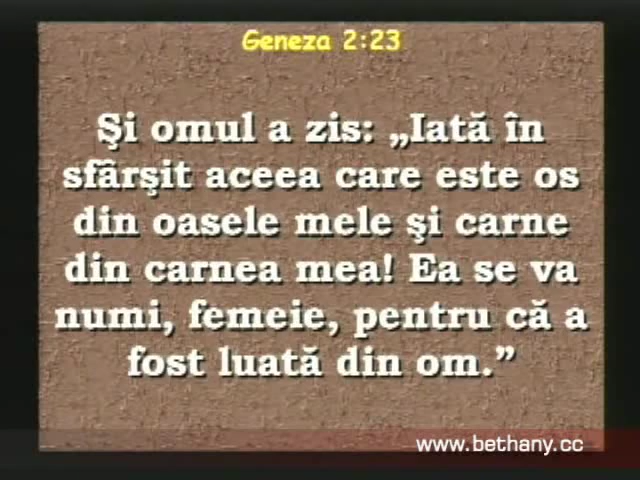 Geneza 2:23
Şi omul a zis: „Iată în
sfârşit aceea care este os
din oasele mele şi carne
din carnea mea! Ea se va
numi, femeie, pentru că a
fost luată din om.”
www.bethany.cc